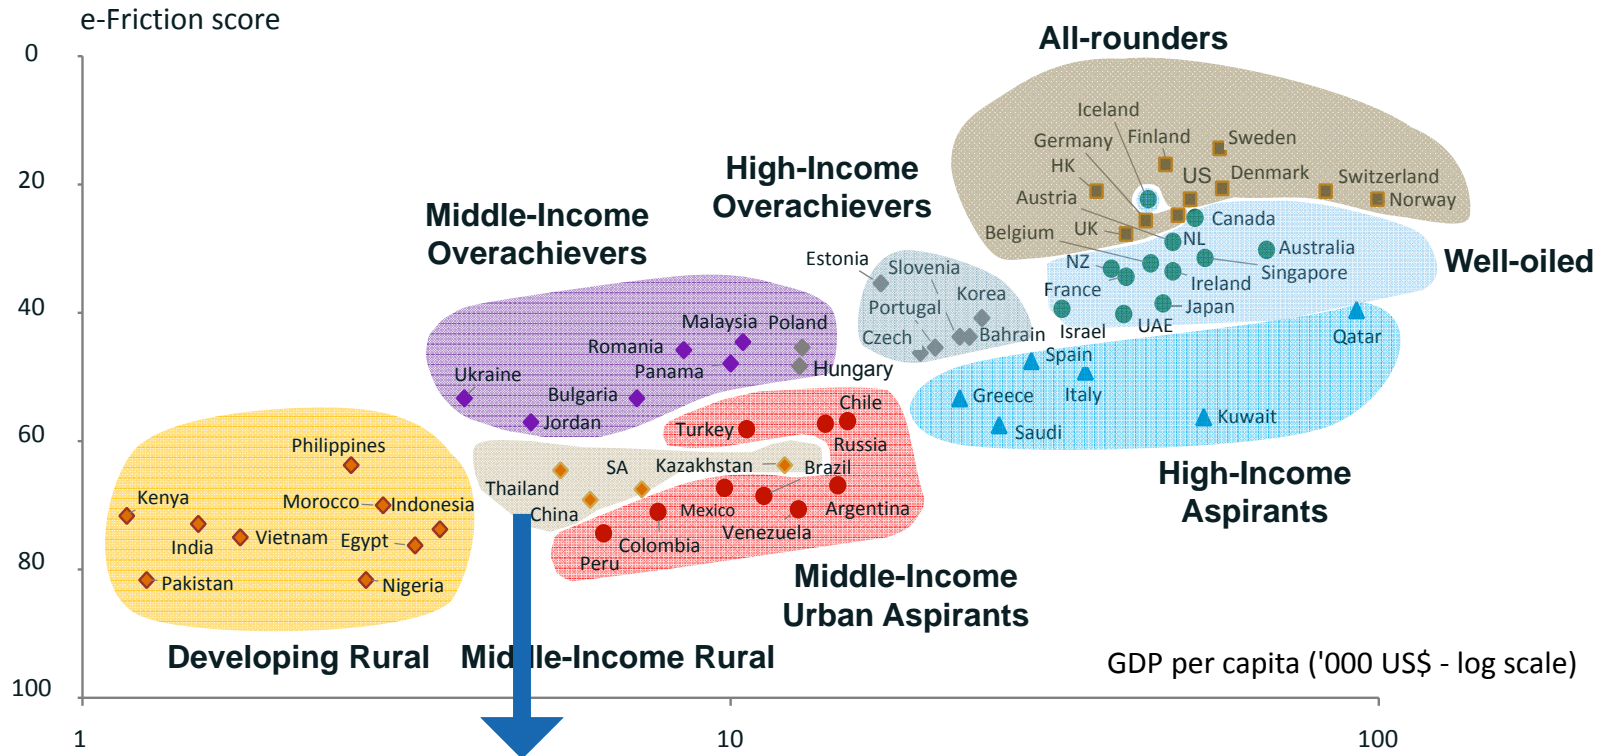 e-Friction score
0
20
40
60
80
100
1
10
100
GDP per capita ('000 US$ - log scale)
All-rounders
Iceland
Germany
Finland
Sweden
HK
US
Denmark
Switzerland
Norway
Austria
Belgium
UK
High-Income
Overachievers
Middle-Income
Overachievers
Canada
NL
Australia
Singapore
NZ
Ireland
France
Japan
Israel
UAE
Well-oiled
Estonia
Slovenia
Korea
Portugal
Czech
Bahrain
Malaysia
Poland
Romania
Panama
Hungary
Ukraine
Bulgaria
Jordan
Qatar
Spain
Italy
Greece
Saudi
Kuwait
High-Income
Aspirants
Chile
Turkey
Russia
Brazil
Mexico
Argentina
Venezuela
Colombia
Peru
Middle-Income
Urban Aspirants
SA
Kazakhstan
Thailand
China
Middle-Income Rural
Philippines
Kenya
Morocco
Indonesia
India
Vietnam
Egypt
Pakistan
Nigeria
Developing Rural